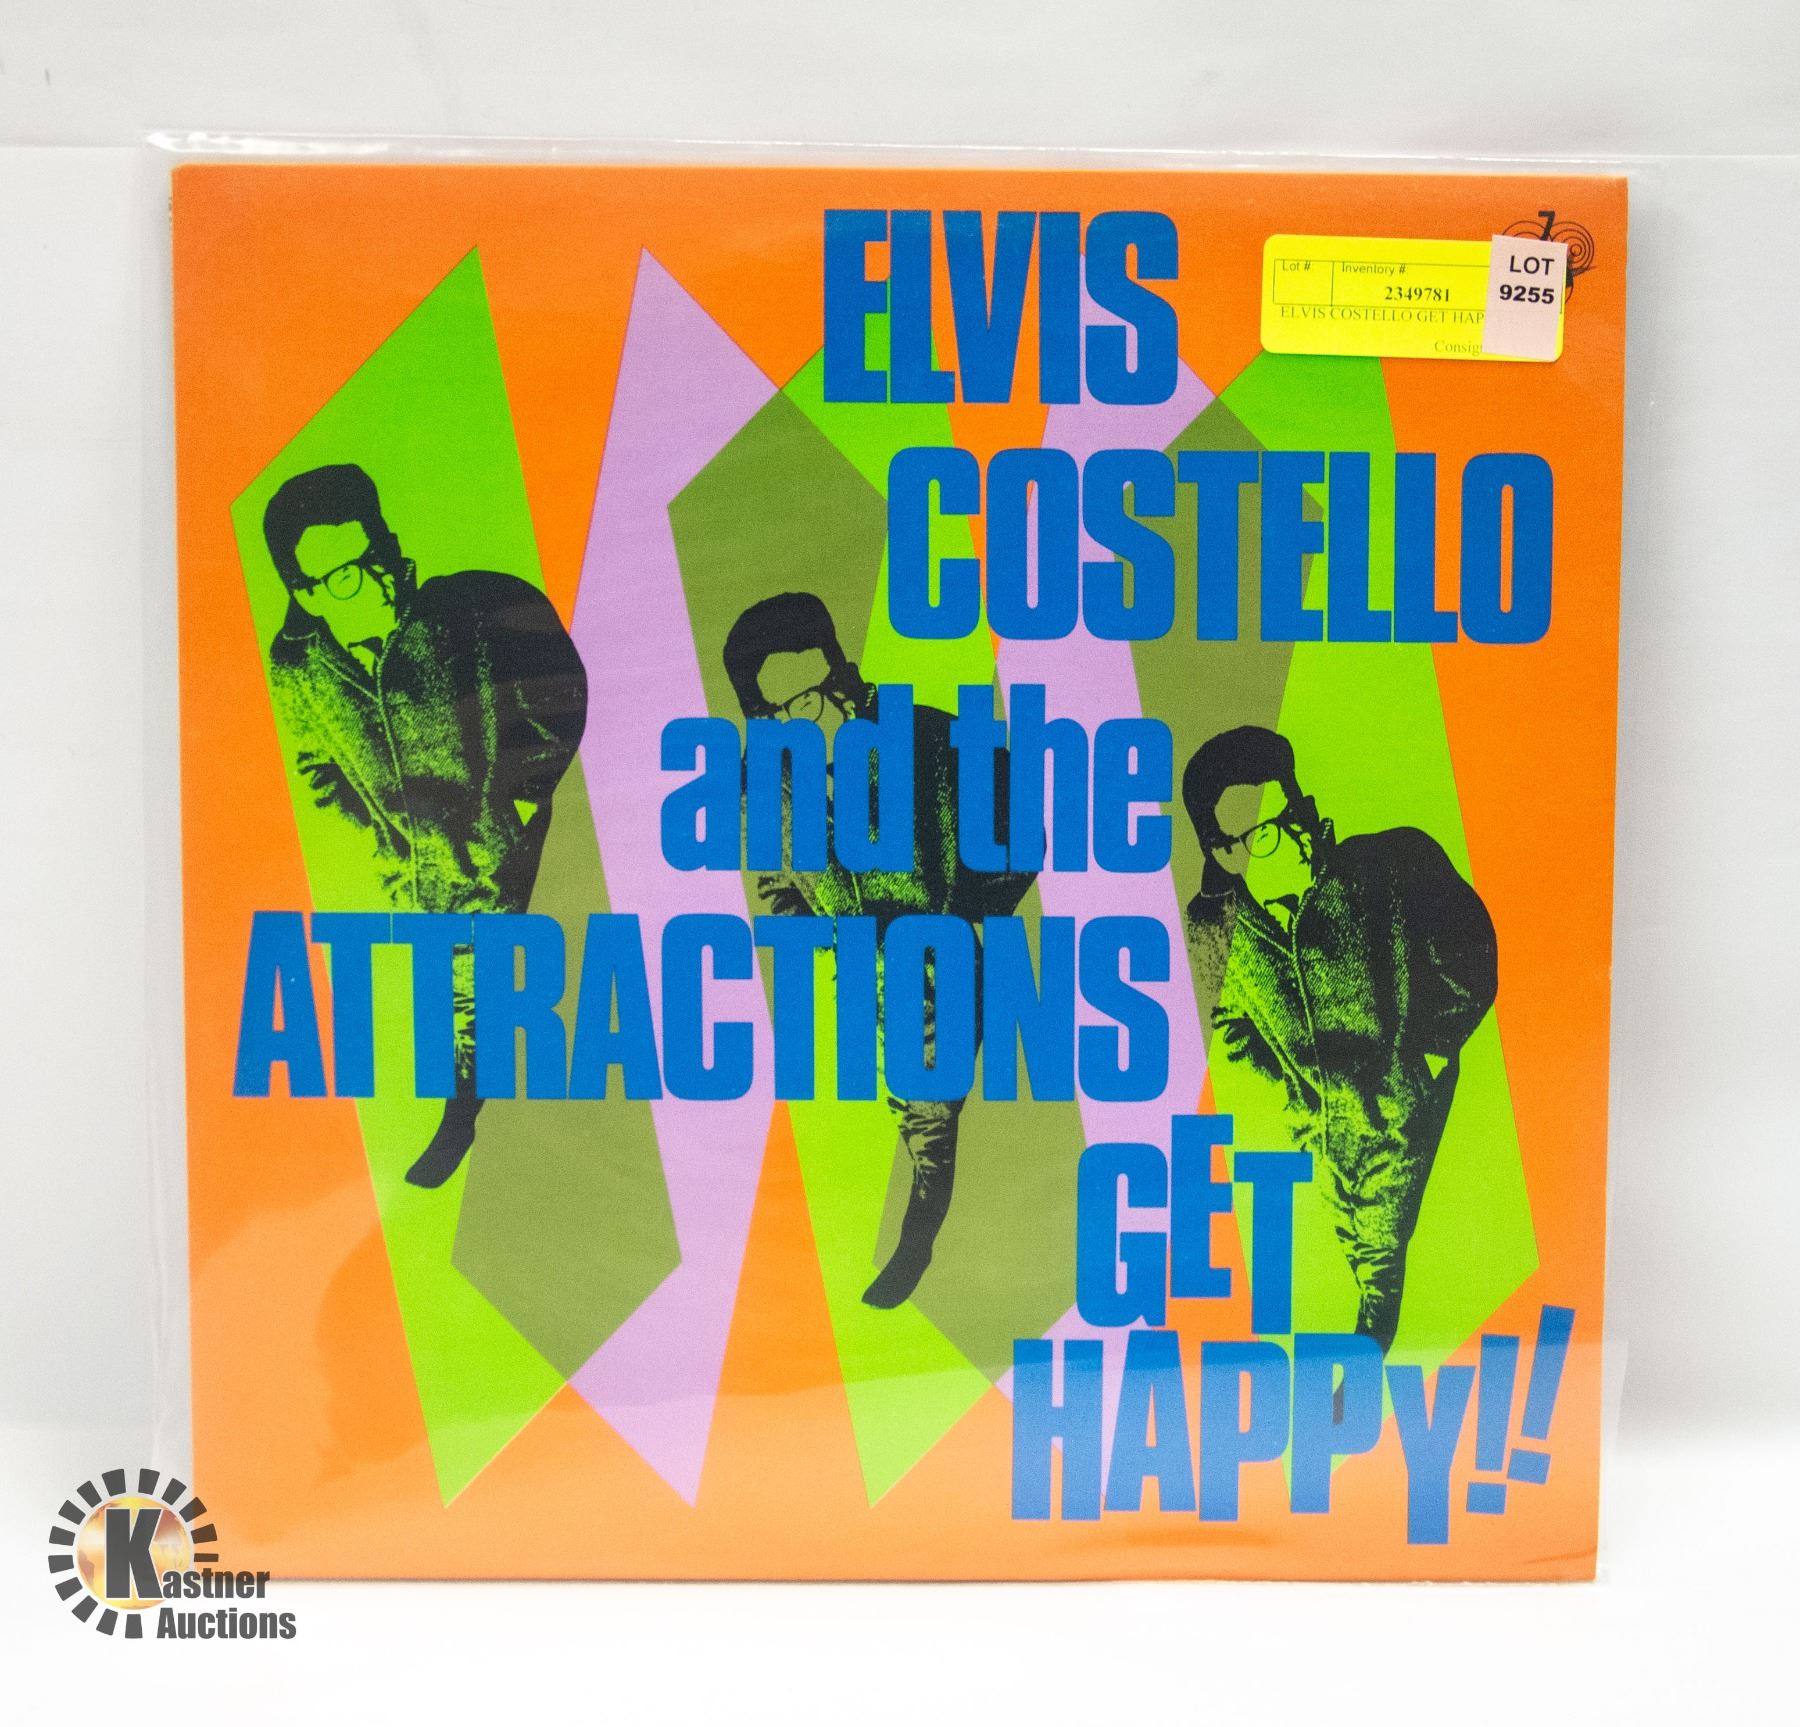 ELVIS
COSTELLO
and the
ATTRACTIONS
GET
HAPPY!!
Lot # Inventory #
2349781
ELVIS COSTELLO GET HAP
Consig
LOT
9255
Kastner
Auctions